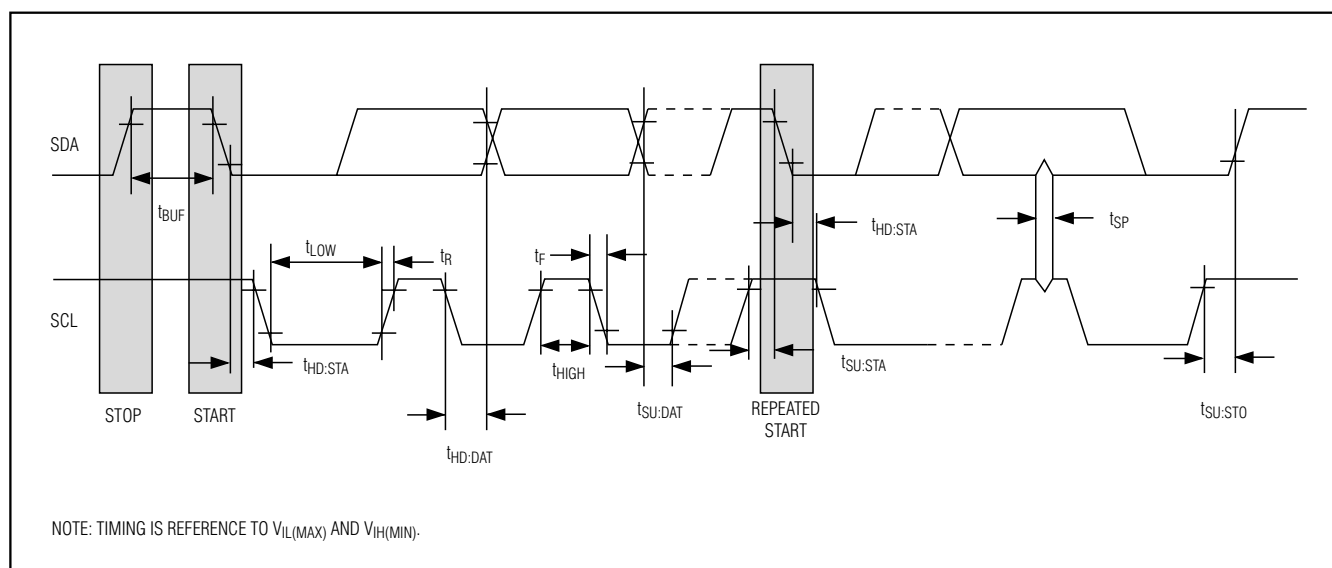 SDA
tBUF
tHD:STA
tSP
tLOW
tR
tF
SCL
tHD:STA
tHIGH
tSU:DAT
tSU:STA
tSU:STO
STOP
START
REPEATED
START
tHD:DAT
NOTE: TIMING IS REFERENCE TO VIL(MAX) AND VIH(MIN).